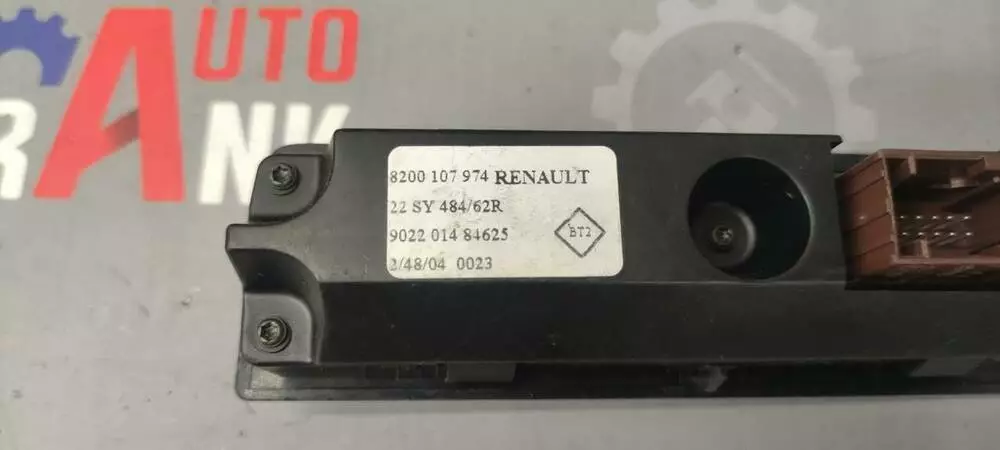 AUTO
RANK
8200 107 974 RENAULT
22 SY 484/62R
9022 014 84625
BT2
2/48/04 0023